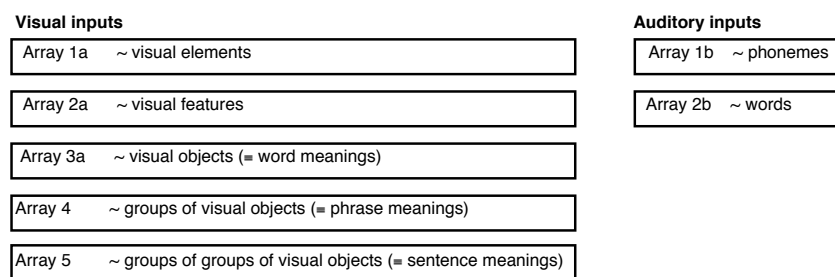 Visual inputs
Array 1a ~ visual elements
Array 2a ~ visual features
Array 3a ~ visual objects (= word meanings)
Array 4 ~ groups of visual objects (= phrase meanings)
Array 5 ~ groups of groups of visual objects (= sentence meanings)
Auditory inputs
Array 1b ~ phonemes
Array 2b ~ words